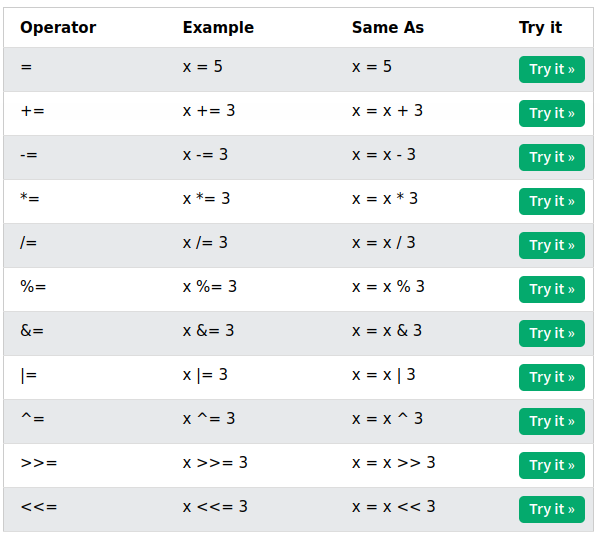 Operator Example Same As Try it
= x = 5 x = 5 Try it »
+= x += 3 x = x + 3 Try it »
-= x -= 3 x = x - 3 Try it »
*= x *= 3 x = x * 3 Try it »
/= x /= 3 x = x / 3 Try it »
%= x %= 3 x = x % 3 Try it »
&= x &= 3 x = x & 3 Try it »
|= x |= 3 x = x | 3 Try it »
^= x ^= 3 x = x ^ 3 Try it »
>>= x >>= 3 x = x >> 3 Try it »
<<= x <<= 3 x = x << 3 Try it »